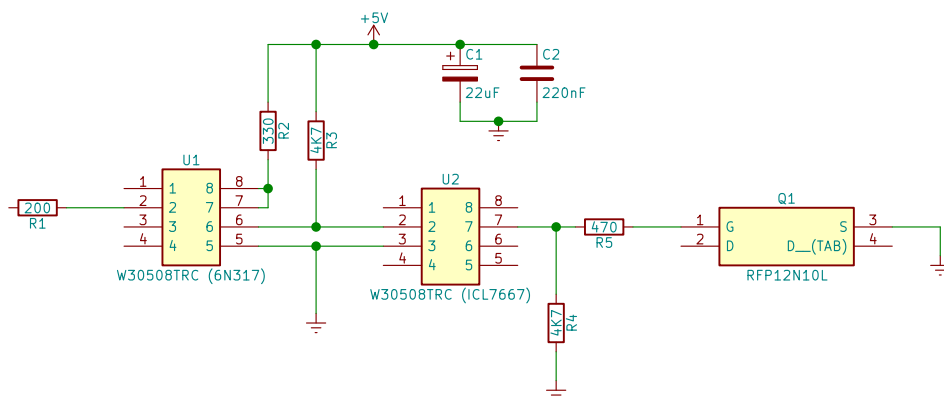 +5V
C1
C2
+
22uF
220nF
330
R2
4K7
R3
U1
1 1 8 8
2 2 7 7
3 3 6 6
4 4 5 5
W30508TRC (6N317)
200
R1
U2
1 1 8 8
2 2 7 7
3 3 6 6
4 4 5 5
W30508TRC (ICL7667)
470
R5
4K7
R4
Q1
1 G S 3
2 D D__(TAB) 4
RFP12N10L